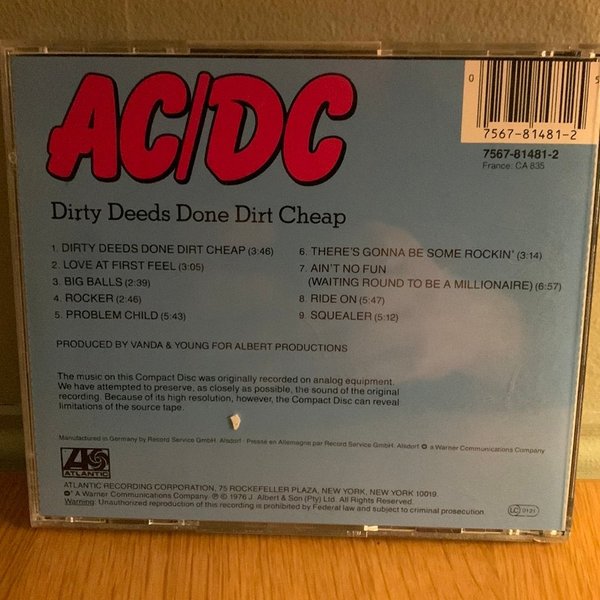 AC/DC
0
5
7567-81481-2
7567-81481-2
France: CA 835
Dirty Deeds Done Dirt Cheap
1. DIRTY DEEDS DONE DIRT CHEAP (3:46)
2. LOVE AT FIRST FEEL (3:05)
3. BIG BALLS (2:39)
4. ROCKER (2:46)
5. PROBLEM CHILD (5:43)
6. THERE'S GONNA BE SOME ROCKIN' (3:14)
7. AIN'T NO FUN
(WAITING ROUND TO BE A MILLIONAIRE) (6:57)
8. RIDE ON (5:47)
9. SQUEALER (5:12)
PRODUCED BY VANDA & YOUNG FOR ALBERT PRODUCTIONS
The music on this Compact Disc was originally recorded on analog equipment.
We have attempted to preserve, as closely as possible, the sound of the original
recording. Because of its high resolution, however, the Compact Disc can reveal
limitations of the source tape.
Manufactured in Germany by Record Service GmbH, Alsdorf · Pressé en Allemagne par Record Service GmbH, Alsdorf a Warner Communications Company
ATLANTIC
ATLANTIC RECORDING CORPORATION, 75 ROCKEFELLER PLAZA, NEW YORK, NEW YORK 10019.
A Warner Communications Company. ℗ © 1976 J. Albert & Son (Pty) Ltd. All Rights Reserved.
Warning: Unauthorized reproduction of this recording is prohibited by Federal law and subject to criminal prosecution.
LC 0121